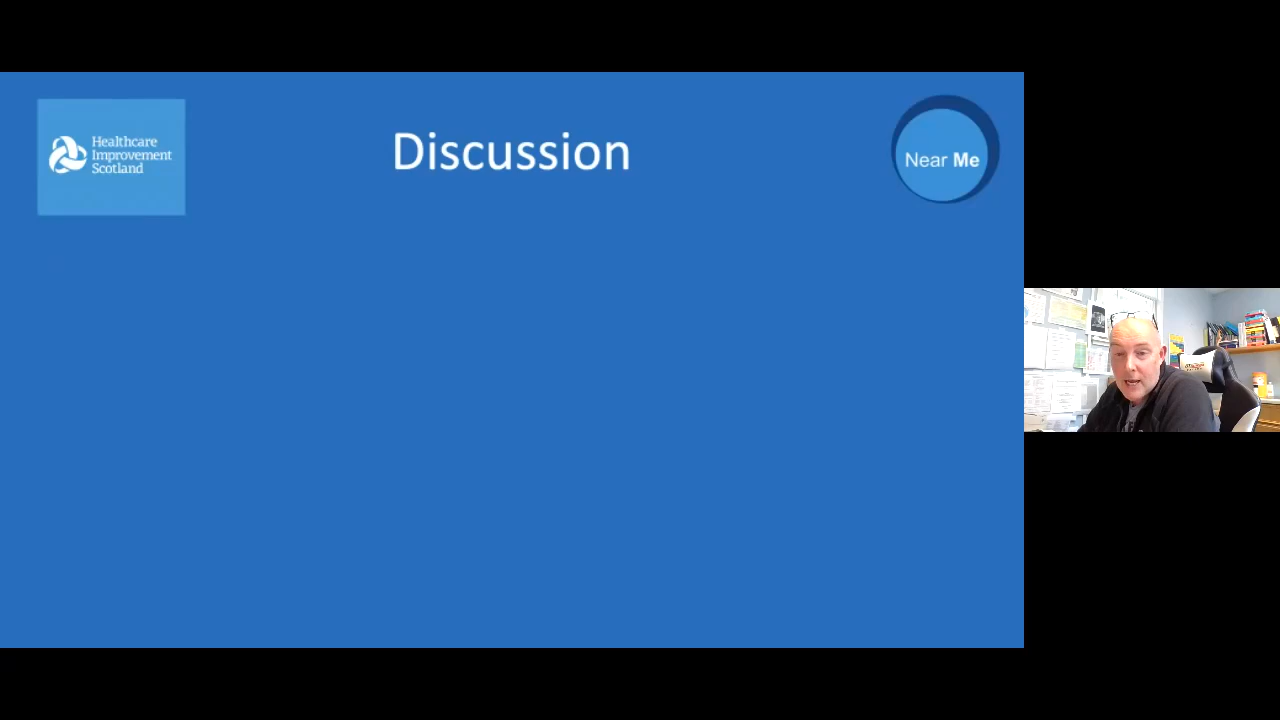 Healthcare
Improvement
Scotland
Discussion
Near Me